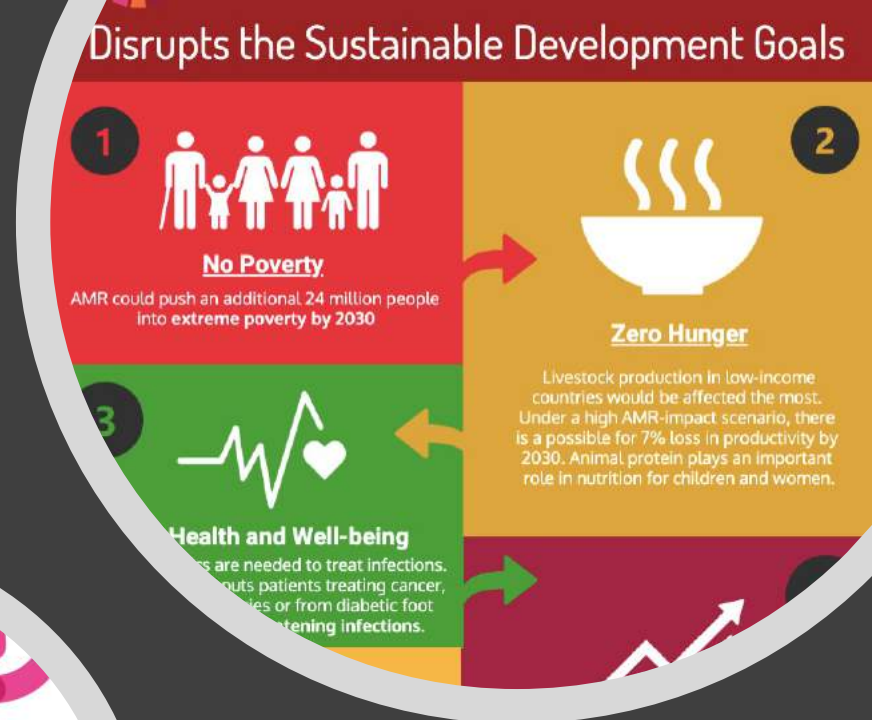 Disrupts the Sustainable Development Goals
1
No Poverty
AMR could push an additional 24 million people
into extreme poverty by 2030
2
Zero Hunger
Livestock production in low-income
countries would be affected the most.
Under a high AMR-impact scenario, there
is a possible for 7% loss in productivity by
2030. Animal protein plays an important
role in nutrition for children and women.
3
Health and Well-being
are needed to treat infections.
patients treating cancer,
or from diabetic foot
infections.